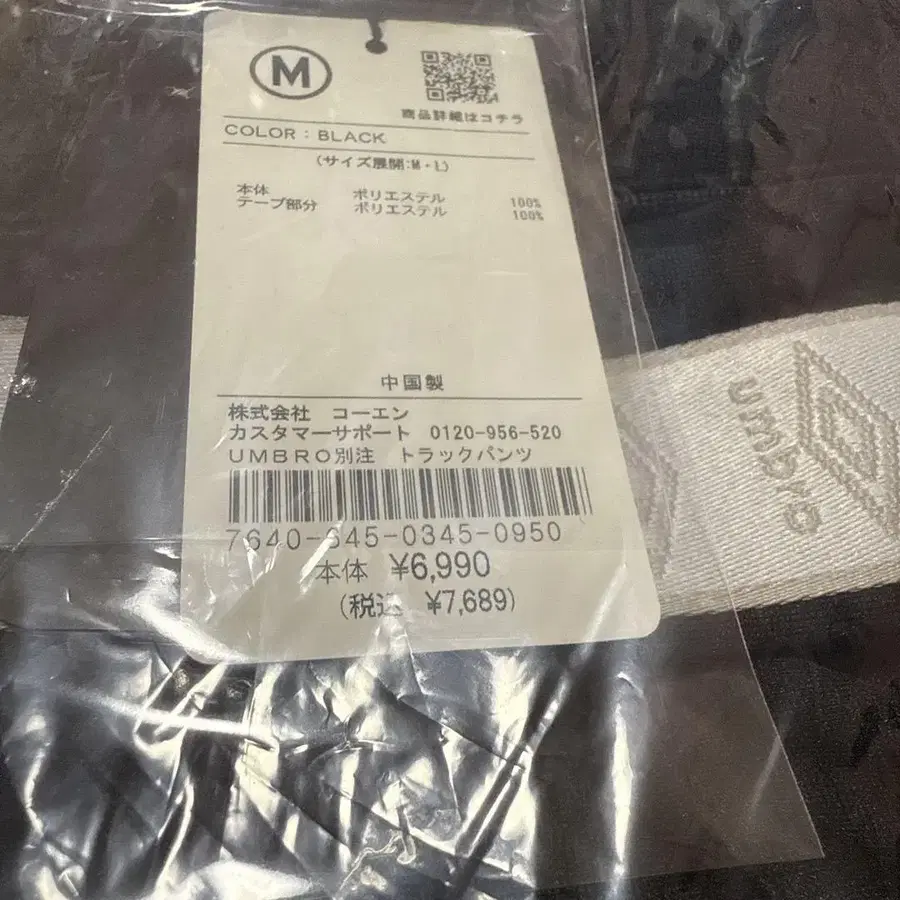 M
商品詳細はコチラ
COLOR : BLACK
(サイズ展開:M・L)
本体 ポリエステル 100%
テープ部分 ポリエステル 100%
中国製
株式会社 コーエン
カスタマーサポート 0120-956-520
UMBRO別注 トラックパンツ
7640-645-0345-0950
本体 ¥6,990
(税込 ¥7,689)
umbro